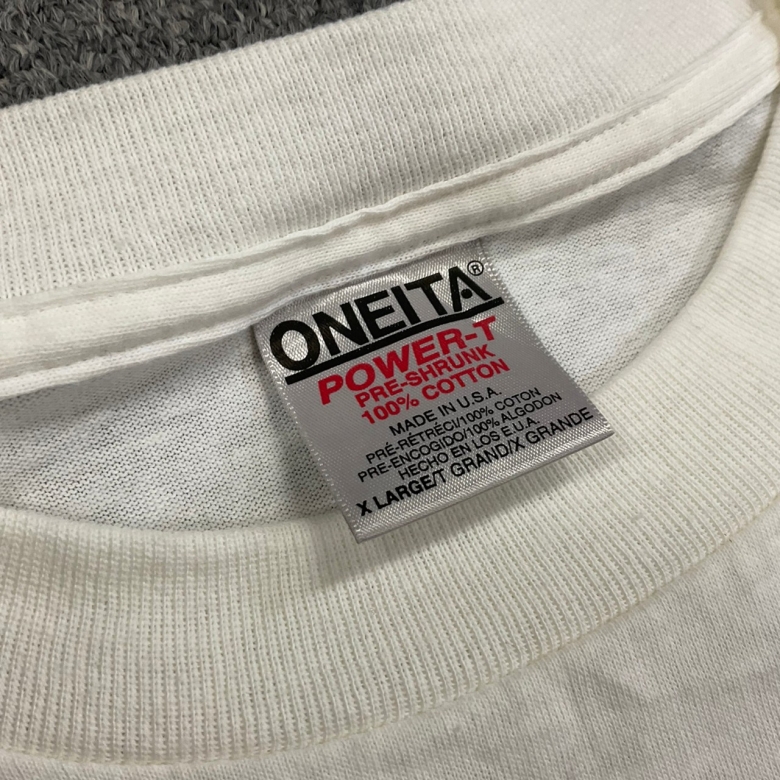 ONEITA®
POWER-T
PRE-SHRUNK
100% COTTON
MADE IN U.S.A.
PRÉ-RÉTRÉCI/100% COTON
PRE-ENCOGIDO/100% ALGODON
HECHO EN LOS E.U.A.
X LARGE/T GRAND/X GRANDE